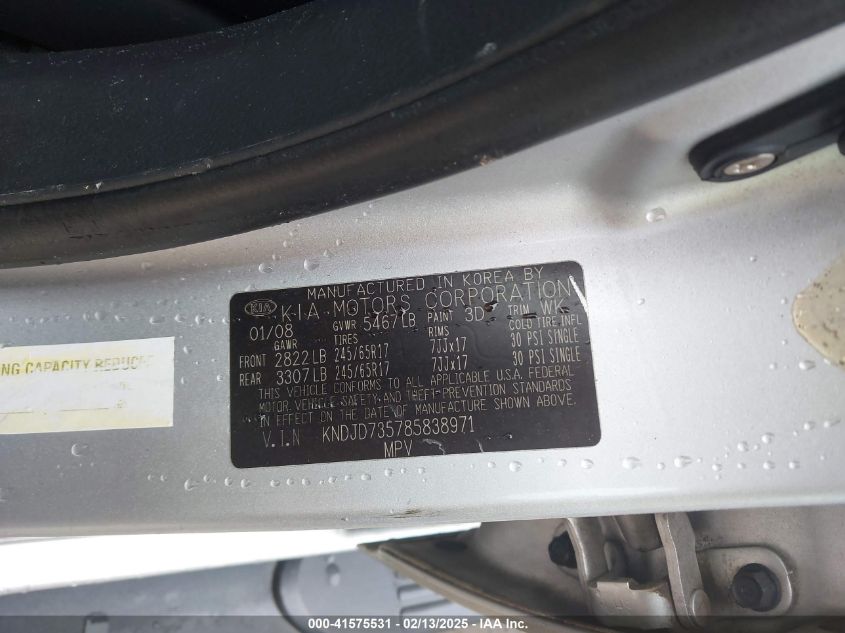 MANUFACTURED IN KOREA BY
KIA KIA MOTORS CORPORATION
01/08 GVWR 5467LB PAINT 3D TRIM WK
GAWR TIRES RIMS COLD TIRE INFL
FRONT 2822LB 245/65R17 7JJx17 30 PSI SINGLE
REAR 3307LB 245/65R17 7JJx17 30 PSI SINGLE
THIS VEHICLE CONFORMS TO ALL APPLICABLE U.S.A. FEDERAL
MOTOR VEHICLE SAFETY AND THEFT-PREVENTION STANDARDS
IN EFFECT ON THE DATE OF MANUFACTURE SHOWN ABOVE.
V.I.N KNDJD735785838971
MPV
NG CAPACITY REDUCE
000-41575531 - 02/13/2025 - IAA Inc.